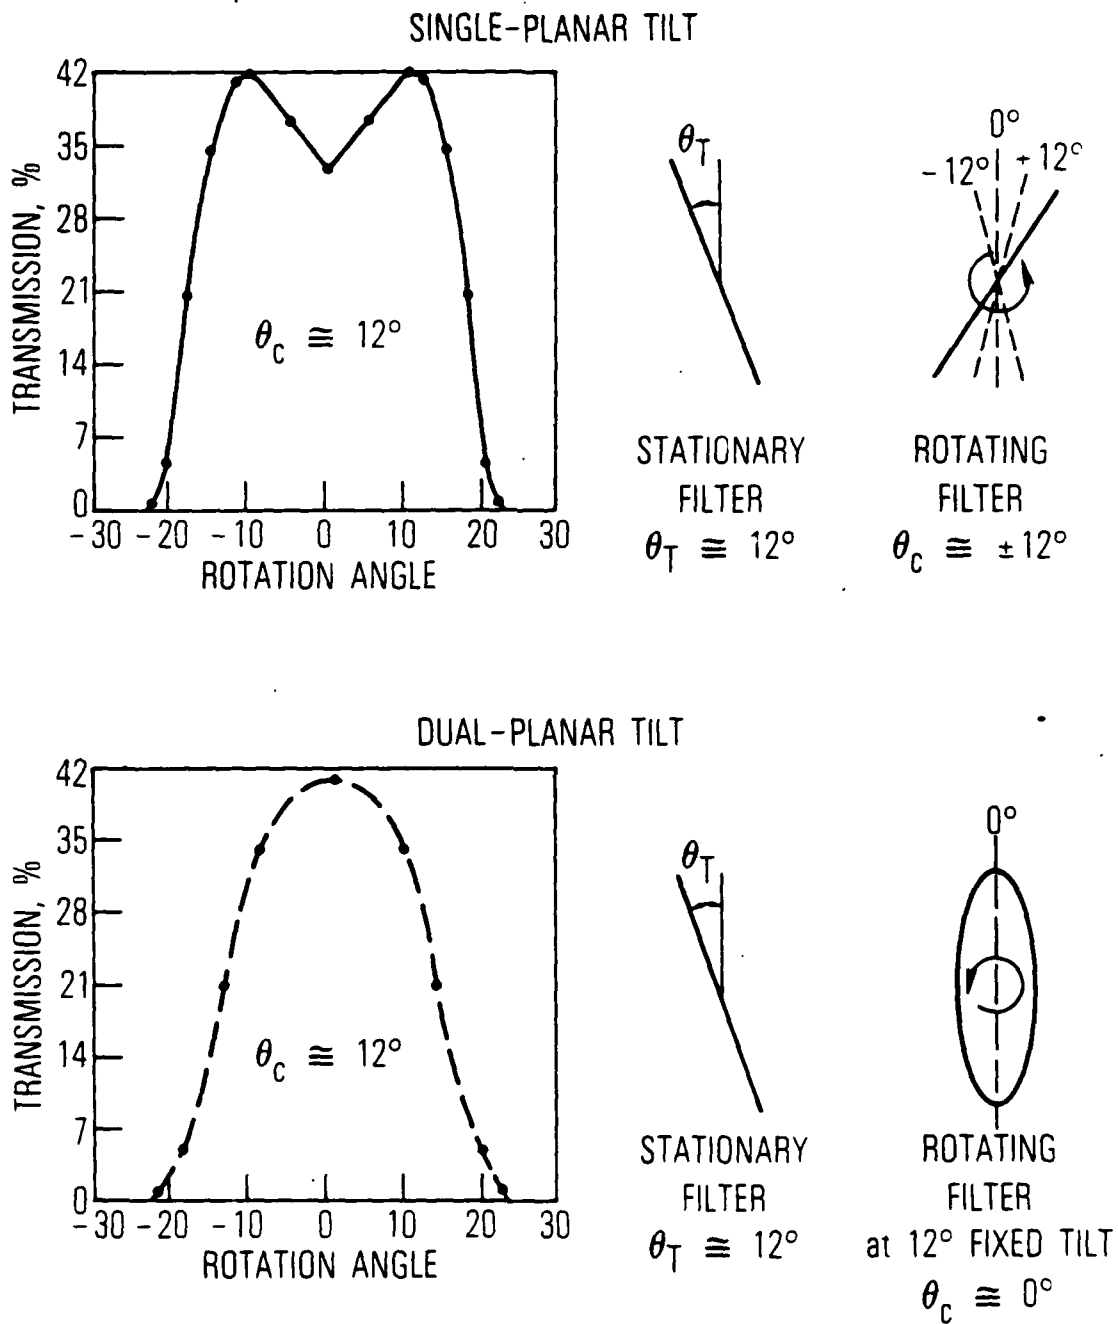 SINGLE-PLANAR TILT
TRANSMISSION, %
42
35
28
21
14
7
0
-30 -20 -10 0 10 20 30
ROTATION ANGLE
θc ≅ 12°
θT
STATIONARY
FILTER
θT ≅ 12°
0°
-12° +12°
ROTATING
FILTER
θc ≅ ±12°
DUAL-PLANAR TILT
TRANSMISSION, %
42
35
28
21
14
7
0
-30 -20 -10 0 10 20 30
ROTATION ANGLE
θc ≅ 12°
θT
STATIONARY
FILTER
θT ≅ 12°
0°
ROTATING
FILTER
at 12° FIXED TILT
θc ≅ 0°